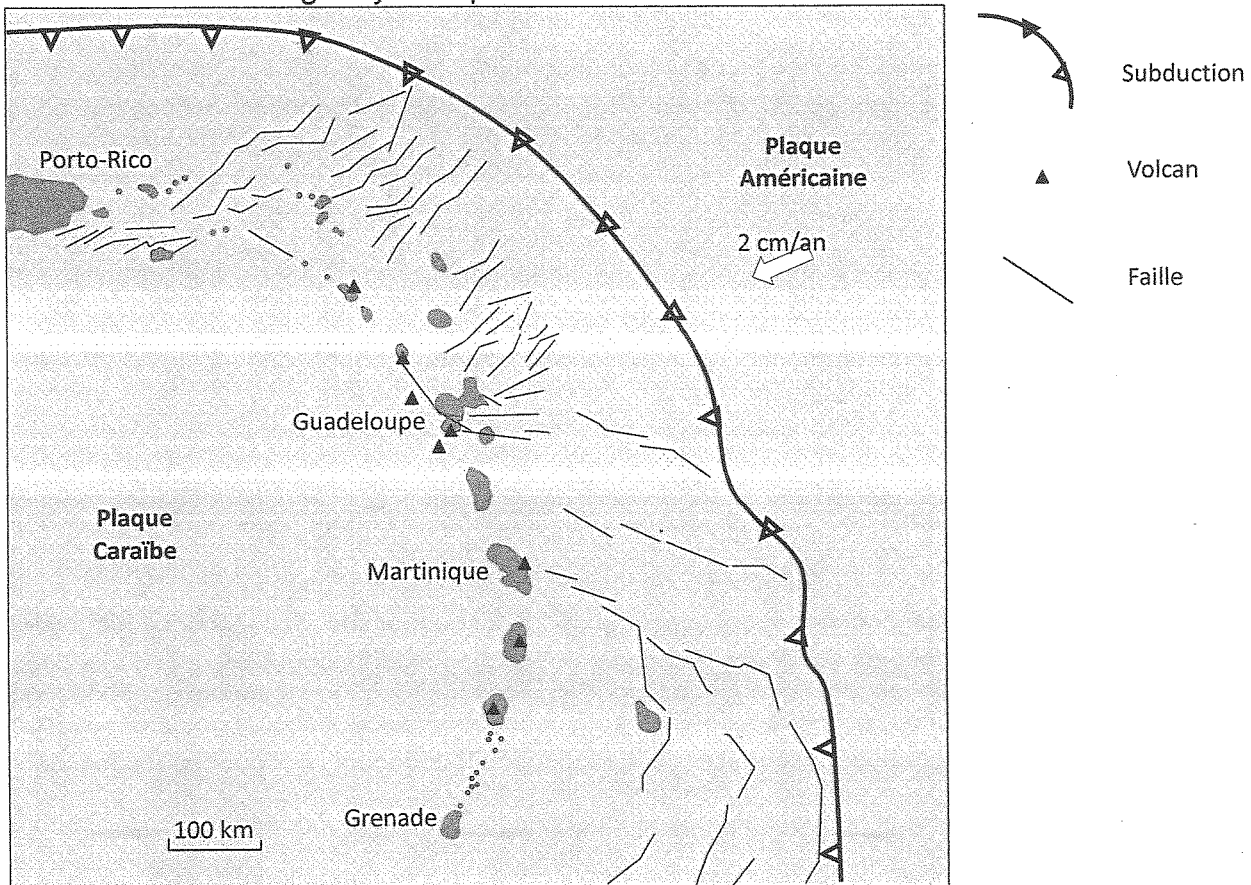 Porto-Rico
Plaque
Américaine
2 cm/an
Guadeloupe
Plaque
Caraïbe
Martinique
Grenade
100 km
Subduction
Volcan
Faille